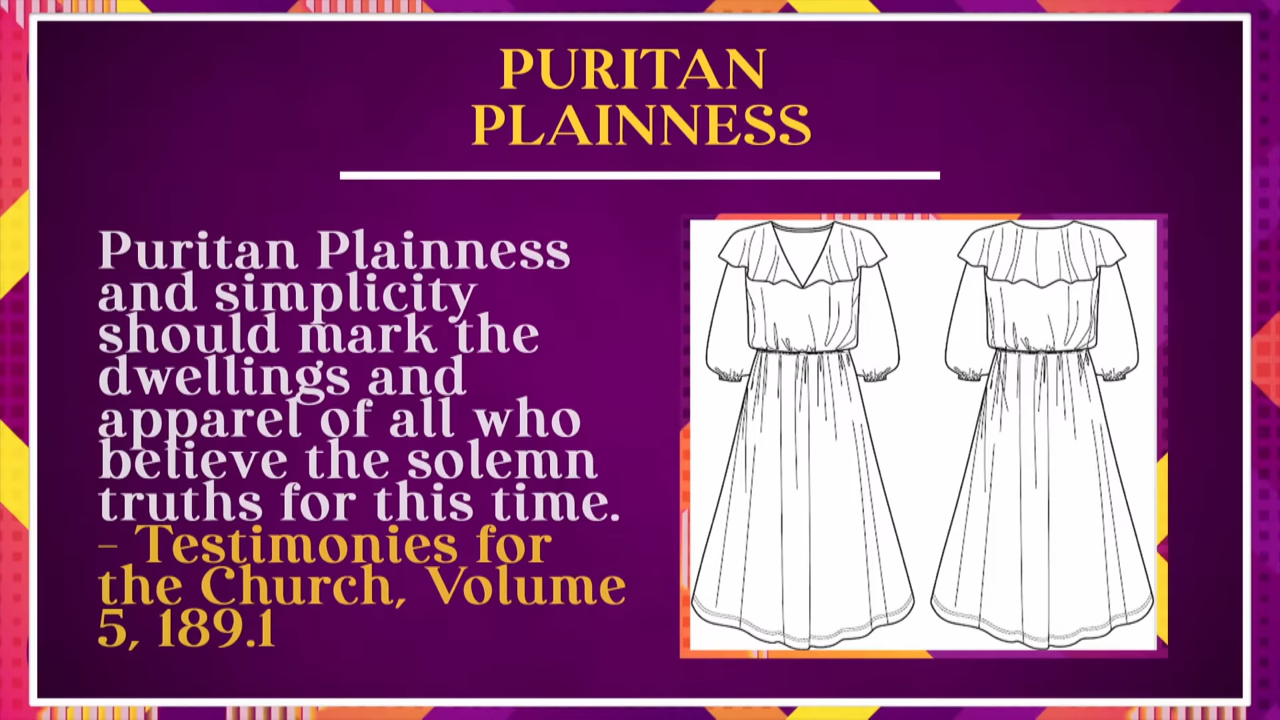 PURITAN
PLAINNESS
Puritan Plainness
and simplicity
should mark the
dwellings and
apparel of all who
believe the solemn
truths for this time.
– Testimonies for
the Church, Volume
5, 189.1